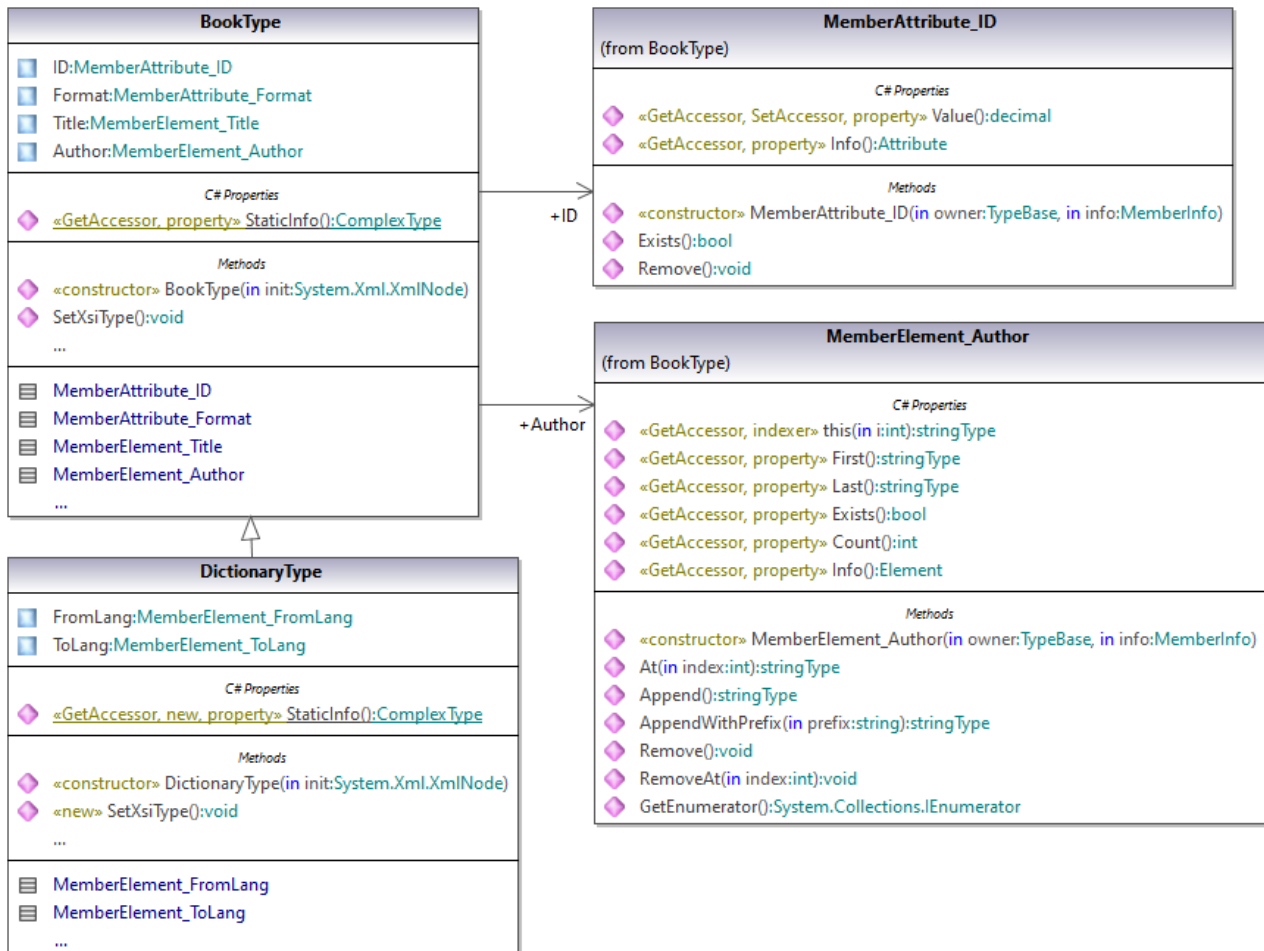 BookType
ID:MemberAttribute_ID
Format:MemberAttribute_Format
Title:MemberElement_Title
Author:MemberElement_Author
C# Properties
«GetAccessor, property» StaticInfo():ComplexType
Methods
«constructor» BookType(in init:System.Xml.XmlNode)
SetXsiType():void
...
MemberAttribute_ID
MemberAttribute_Format
MemberElement_Title
MemberElement_Author
...
+ID
+Author
MemberAttribute_ID
(from BookType)
C# Properties
«GetAccessor, SetAccessor, property» Value():decimal
«GetAccessor, property» Info():Attribute
Methods
«constructor» MemberAttribute_ID(in owner:TypeBase, in info:MemberInfo)
Exists():bool
Remove():void
MemberElement_Author
(from BookType)
C# Properties
«GetAccessor, indexer» this(in i:int):stringType
«GetAccessor, property» First():stringType
«GetAccessor, property» Last():stringType
«GetAccessor, property» Exists():bool
«GetAccessor, property» Count():int
«GetAccessor, property» Info():Element
Methods
«constructor» MemberElement_Author(in owner:TypeBase, in info:MemberInfo)
At(in index:int):stringType
Append():stringType
AppendWithPrefix(in prefix:string):stringType
Remove():void
RemoveAt(in index:int):void
GetEnumerator():System.Collections.IEnumerator
DictionaryType
FromLang:MemberElement_FromLang
ToLang:MemberElement_ToLang
C# Properties
«GetAccessor, new, property» StaticInfo():ComplexType
Methods
«constructor» DictionaryType(in init:System.Xml.XmlNode)
«new» SetXsiType():void
...
MemberElement_FromLang
MemberElement_ToLang
...